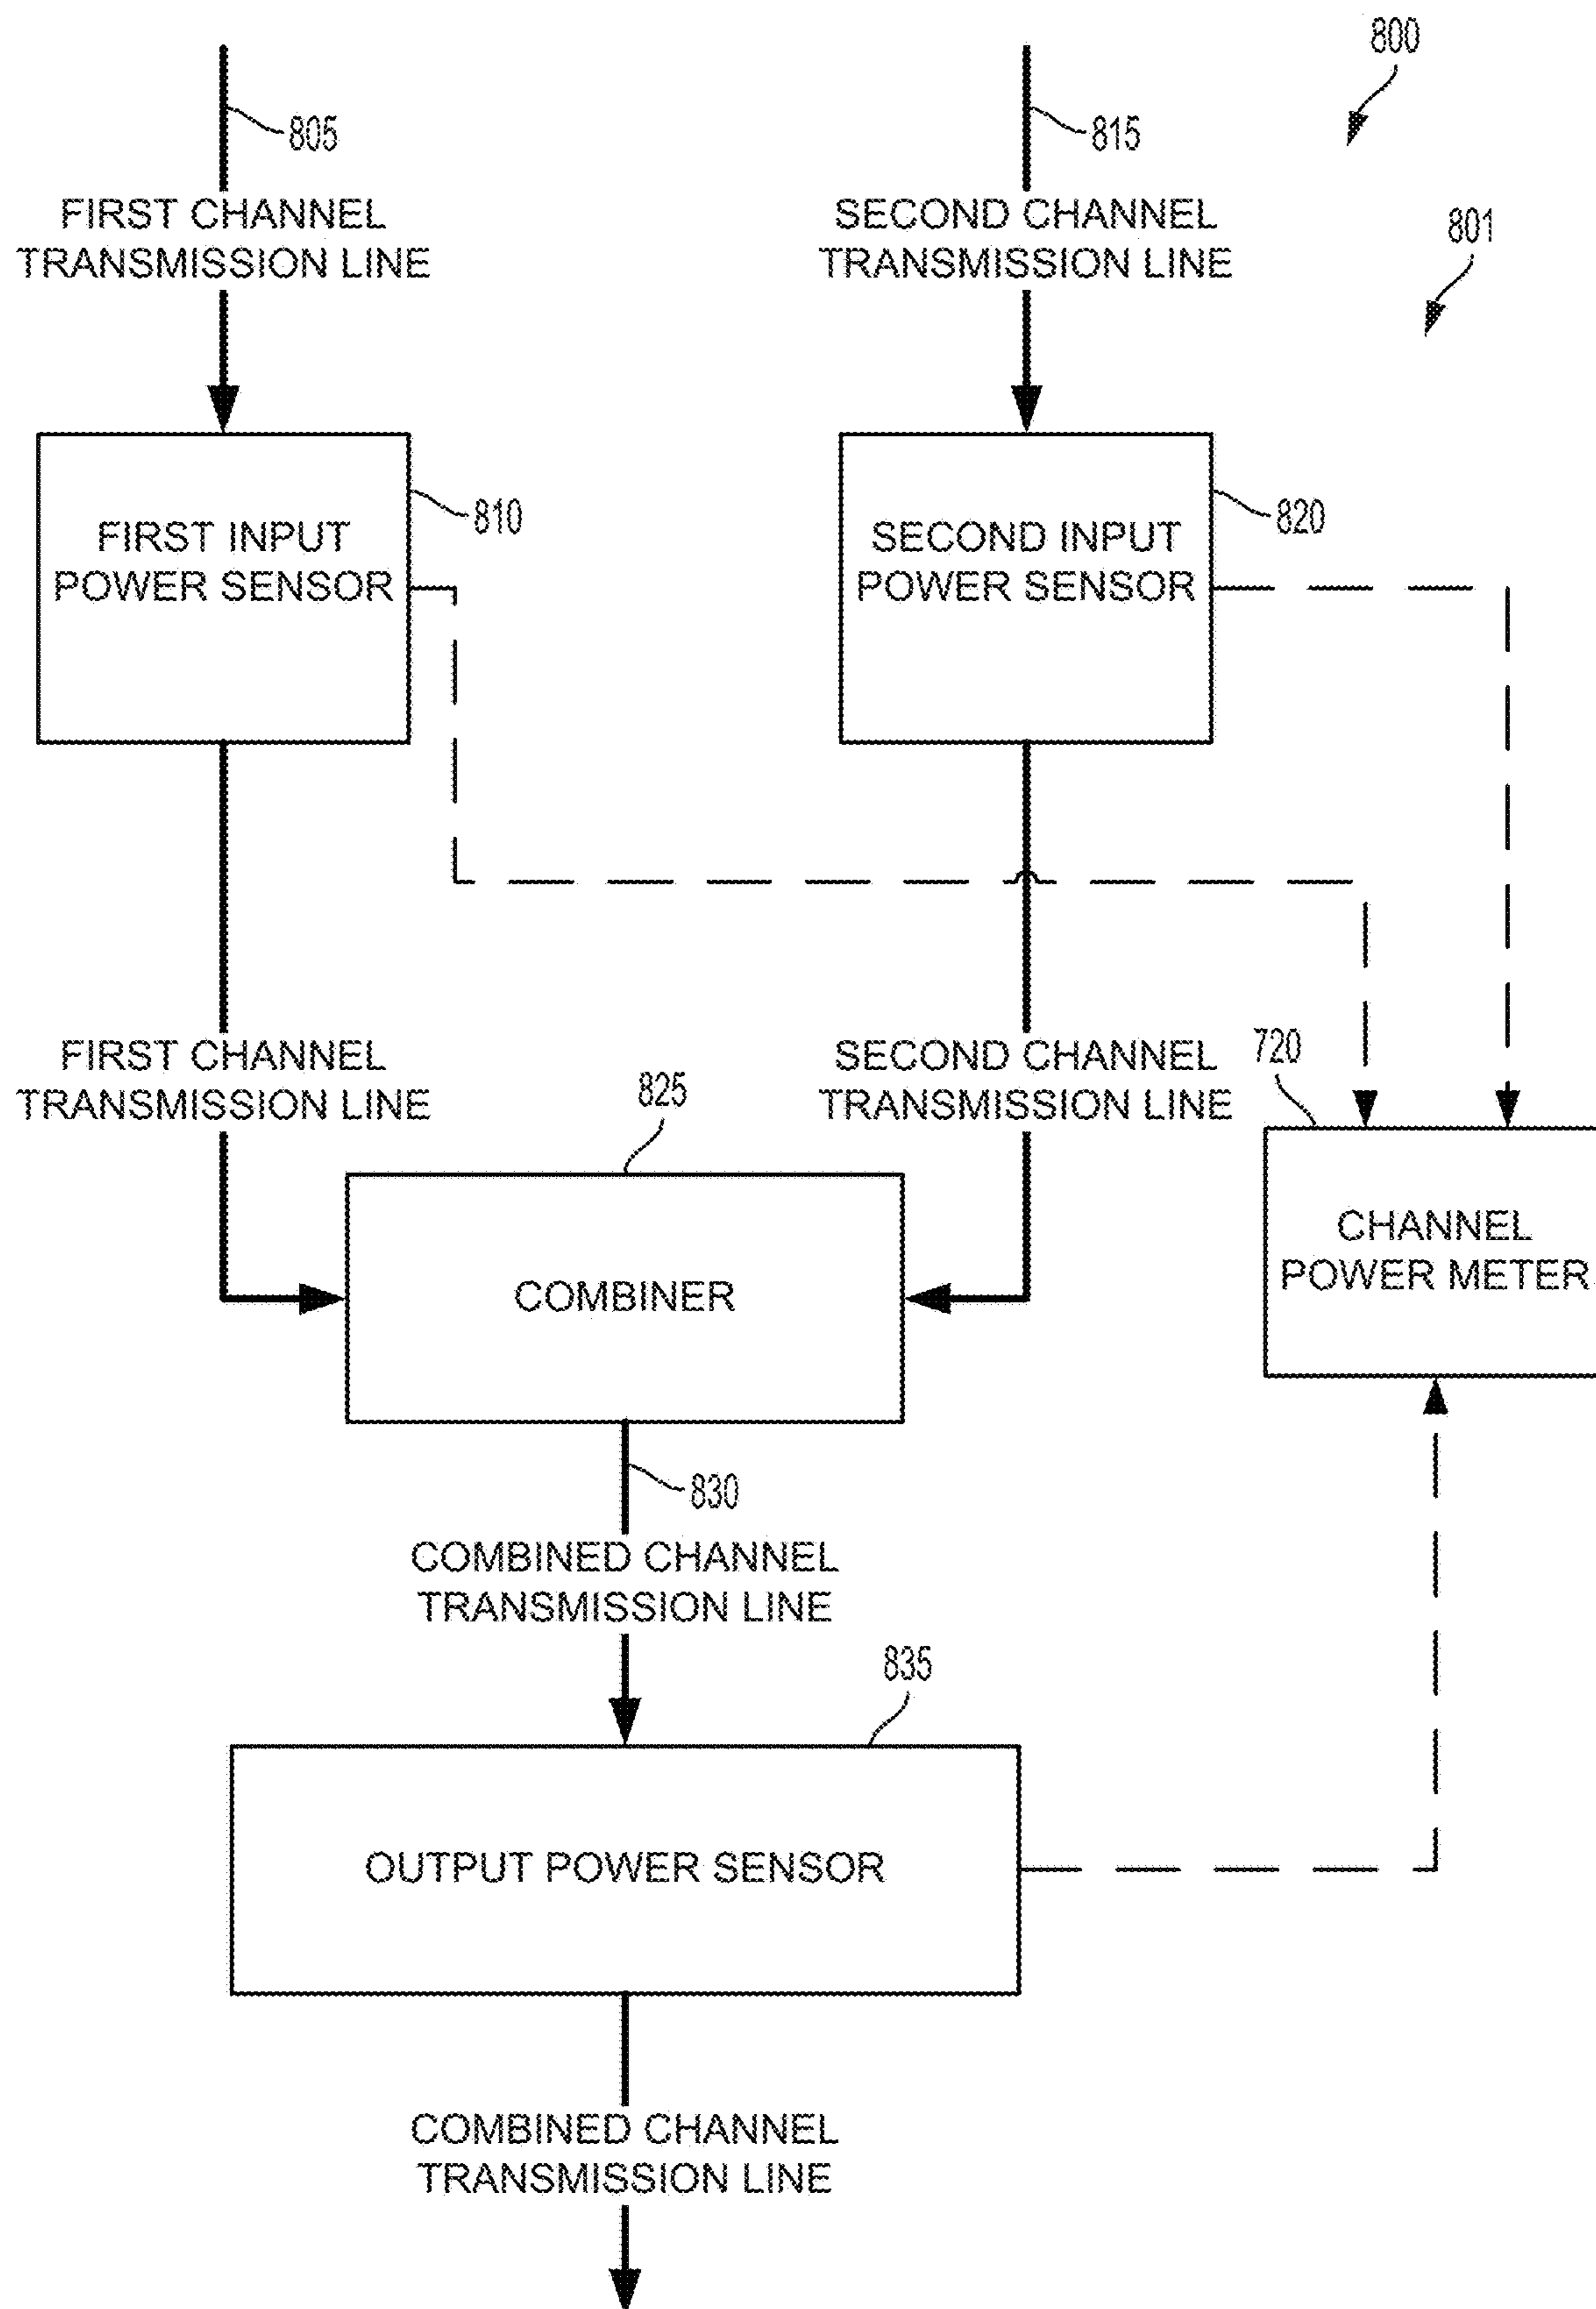 800
805
815
FIRST CHANNEL
TRANSMISSION LINE
SECOND CHANNEL
TRANSMISSION LINE
801
FIRST INPUT
POWER SENSOR
810
SECOND INPUT
POWER SENSOR
820
FIRST CHANNEL
TRANSMISSION LINE
825
SECOND CHANNEL
TRANSMISSION LINE
720
COMBINER
CHANNEL
POWER METER
830
COMBINED CHANNEL
TRANSMISSION LINE
835
OUTPUT POWER SENSOR
COMBINED CHANNEL
TRANSMISSION LINE